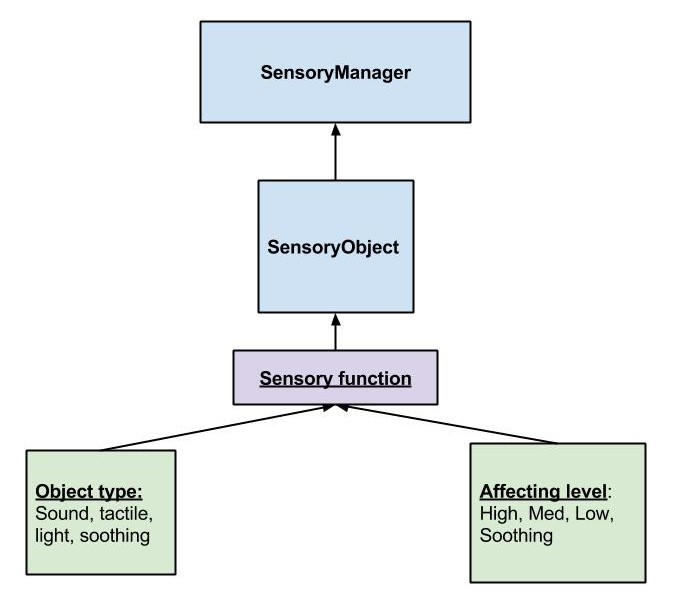 SensoryManager
SensoryObject
Sensory function
Object type:
Sound, tactile,
light, soothing
Affecting level:
High, Med, Low,
Soothing